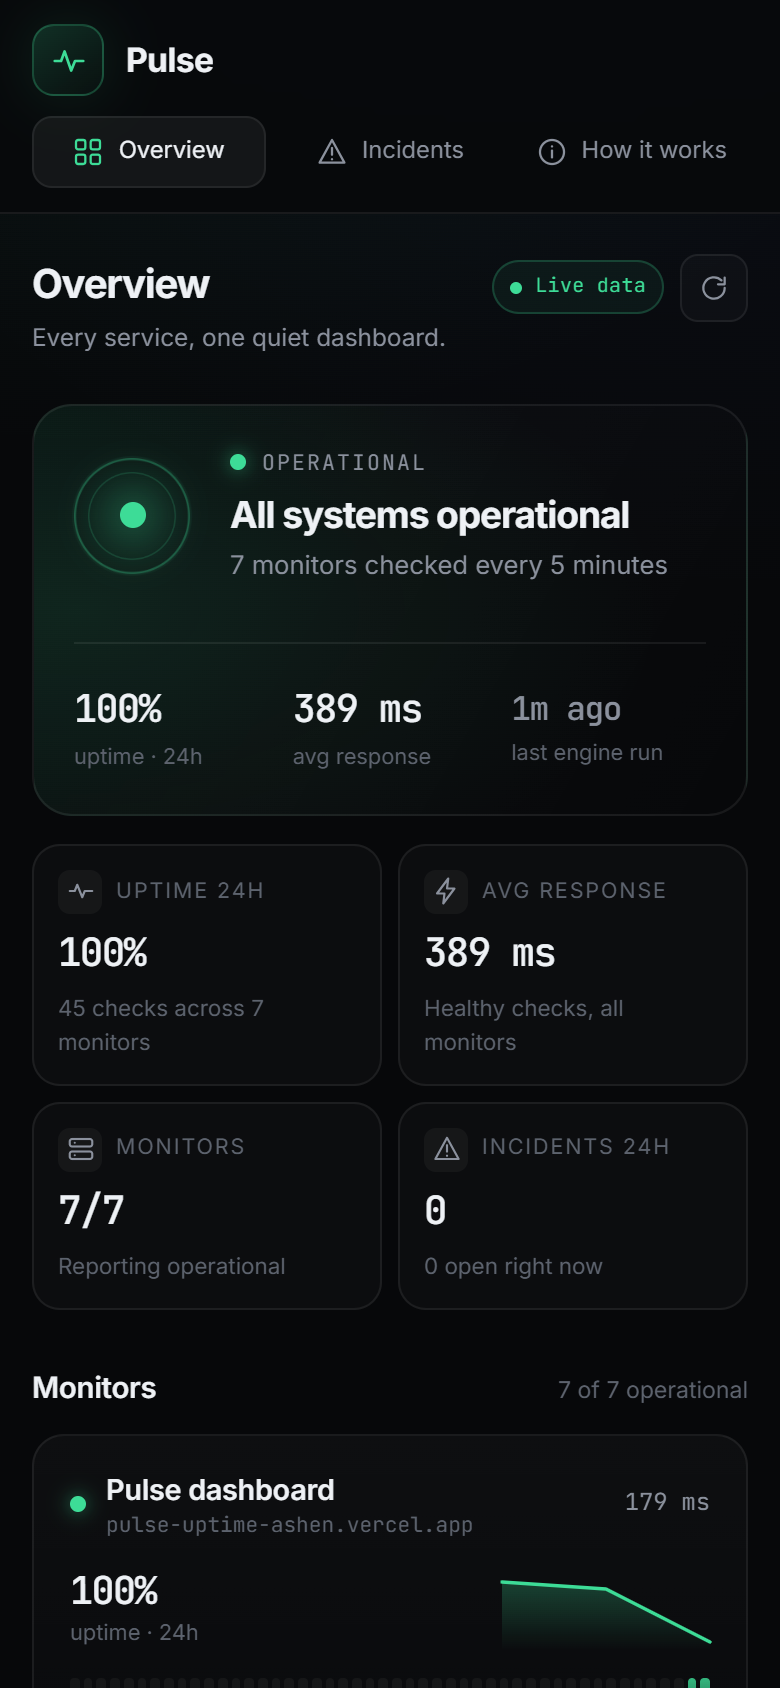 Pulse
Overview
Incidents
How it works
Overview
Live data
Every service, one quiet dashboard.
OPERATIONAL
All systems operational
7 monitors checked every 5 minutes
100%
389 ms
1m ago
uptime · 24h
avg response
last engine run
UPTIME 24H
100%
45 checks across 7
monitors
AVG RESPONSE
389 ms
Healthy checks, all
monitors
MONITORS
7/7
Reporting operational
INCIDENTS 24H
0
0 open right now
Monitors
7 of 7 operational
Pulse dashboard
179 ms
pulse-uptime-ashen.vercel.app
100%
uptime · 24h